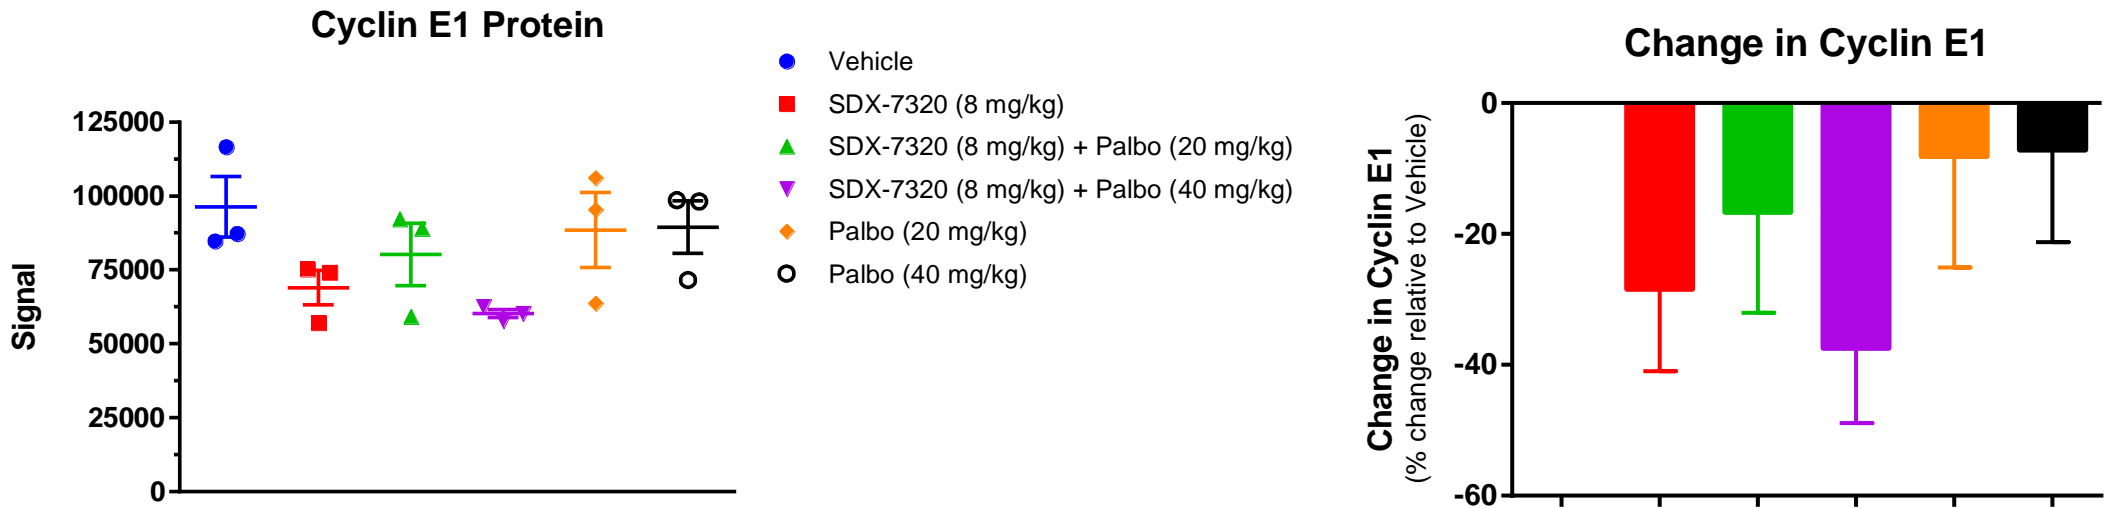 Cyclin E1 Protein
Signal
125000
100000
75000
50000
25000
0
Vehicle
SDX-7320 (8 mg/kg)
SDX-7320 (8 mg/kg) + Palbo (20 mg/kg)
SDX-7320 (8 mg/kg) + Palbo (40 mg/kg)
Palbo (20 mg/kg)
Palbo (40 mg/kg)
Change in Cyclin E1
Change in Cyclin E1
(% change relative to Vehicle)
0
-20
-40
-60